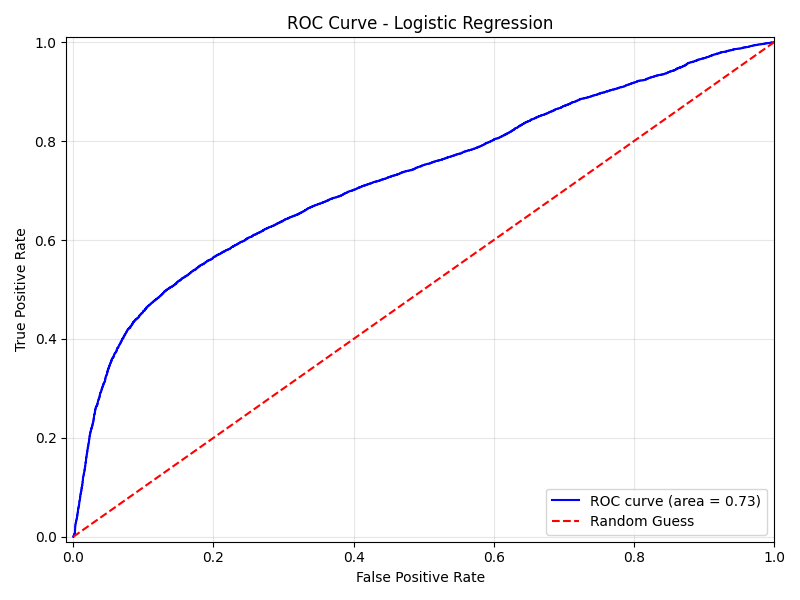 ROC Curve - Logistic Regression
1.0
0.8
0.6
0.4
0.2
0.0
True Positive Rate
0.0 0.2 0.4 0.6 0.8 1.0
False Positive Rate
ROC curve (area = 0.73)
Random Guess